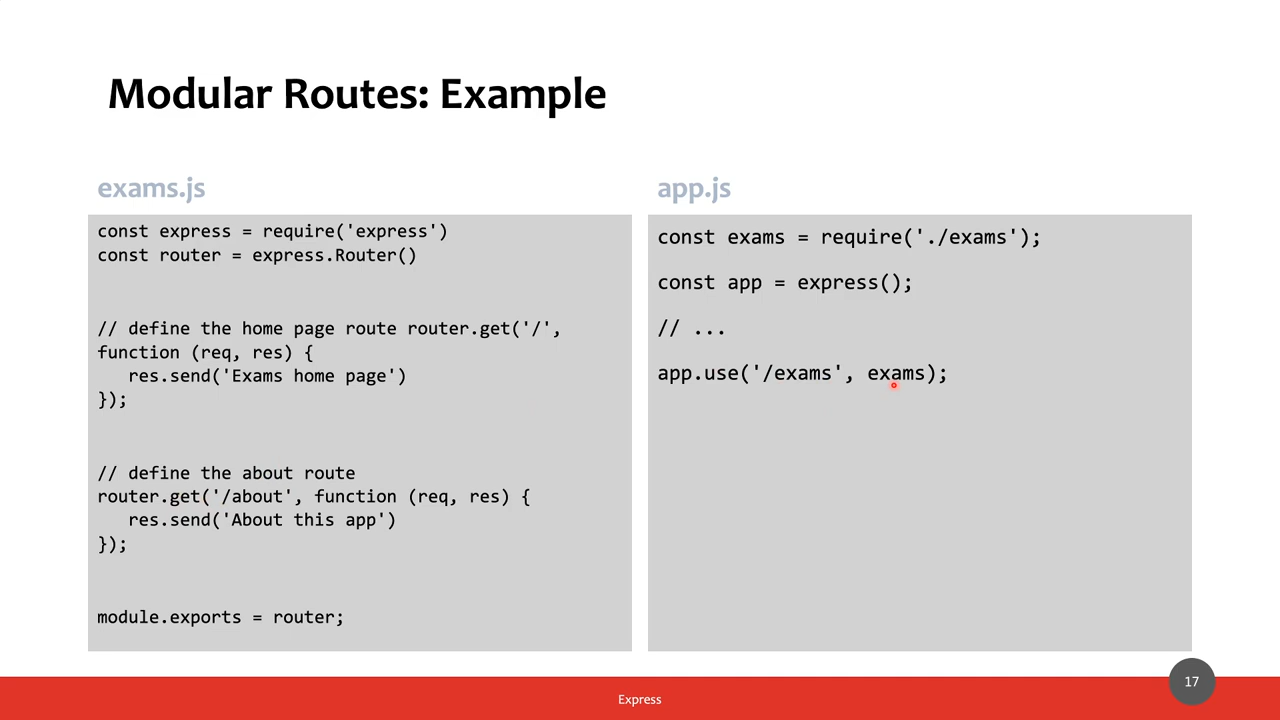 Modular Routes: Example
exams.js
const express = require('express')
const router = express.Router()
// define the home page route router.get('/',
function (req, res) {
res.send('Exams home page')
});
// define the about route
router.get('/about', function (req, res) {
res.send('About this app')
});
module.exports = router;
app.js
const exams = require('./exams');
const app = express();
// ...
app.use('/exams', exams);
Express
17